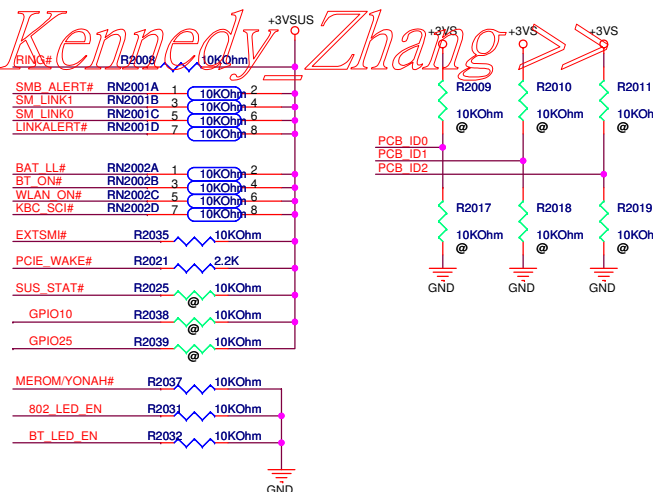 Kennedy_Zhang >>
+3VSUS
RING# R2008 10KOhm
SMB_ALERT# RN2001A 1 10KOhm 2
SM_LINK1 RN2001B 3 10KOhm 4
SM_LINK0 RN2001C 5 10KOhm 6
LINKALERT# RN2001D 7 10KOhm 8
BAT_LL# RN2002A 1 10KOhm 2
BT_ON# RN2002B 3 10KOhm 4
WLAN_ON# RN2002C 5 10KOhm 6
KBC_SCI# RN2002D 7 10KOhm 8
EXTSMI# R2035 10KOhm
PCIE_WAKE# R2021 2.2K
SUS_STAT# R2025 10KOhm
@
GPIO10 R2038 10KOhm
@
GPIO25 R2039 10KOhm
@
MEROM/YONAH# R2037 10KOhm
802_LED_EN R2031 10KOhm
BT_LED_EN R2032 10KOhm
GND
+3VS +3VS +3VS
R2009 R2010 R2011
10KOhm 10KOhm 10KOh
@ @ @
PCB_ID0
PCB_ID1
PCB_ID2
R2017 R2018 R2019
10KOhm 10KOhm 10KOh
@ @ @
GND GND GND